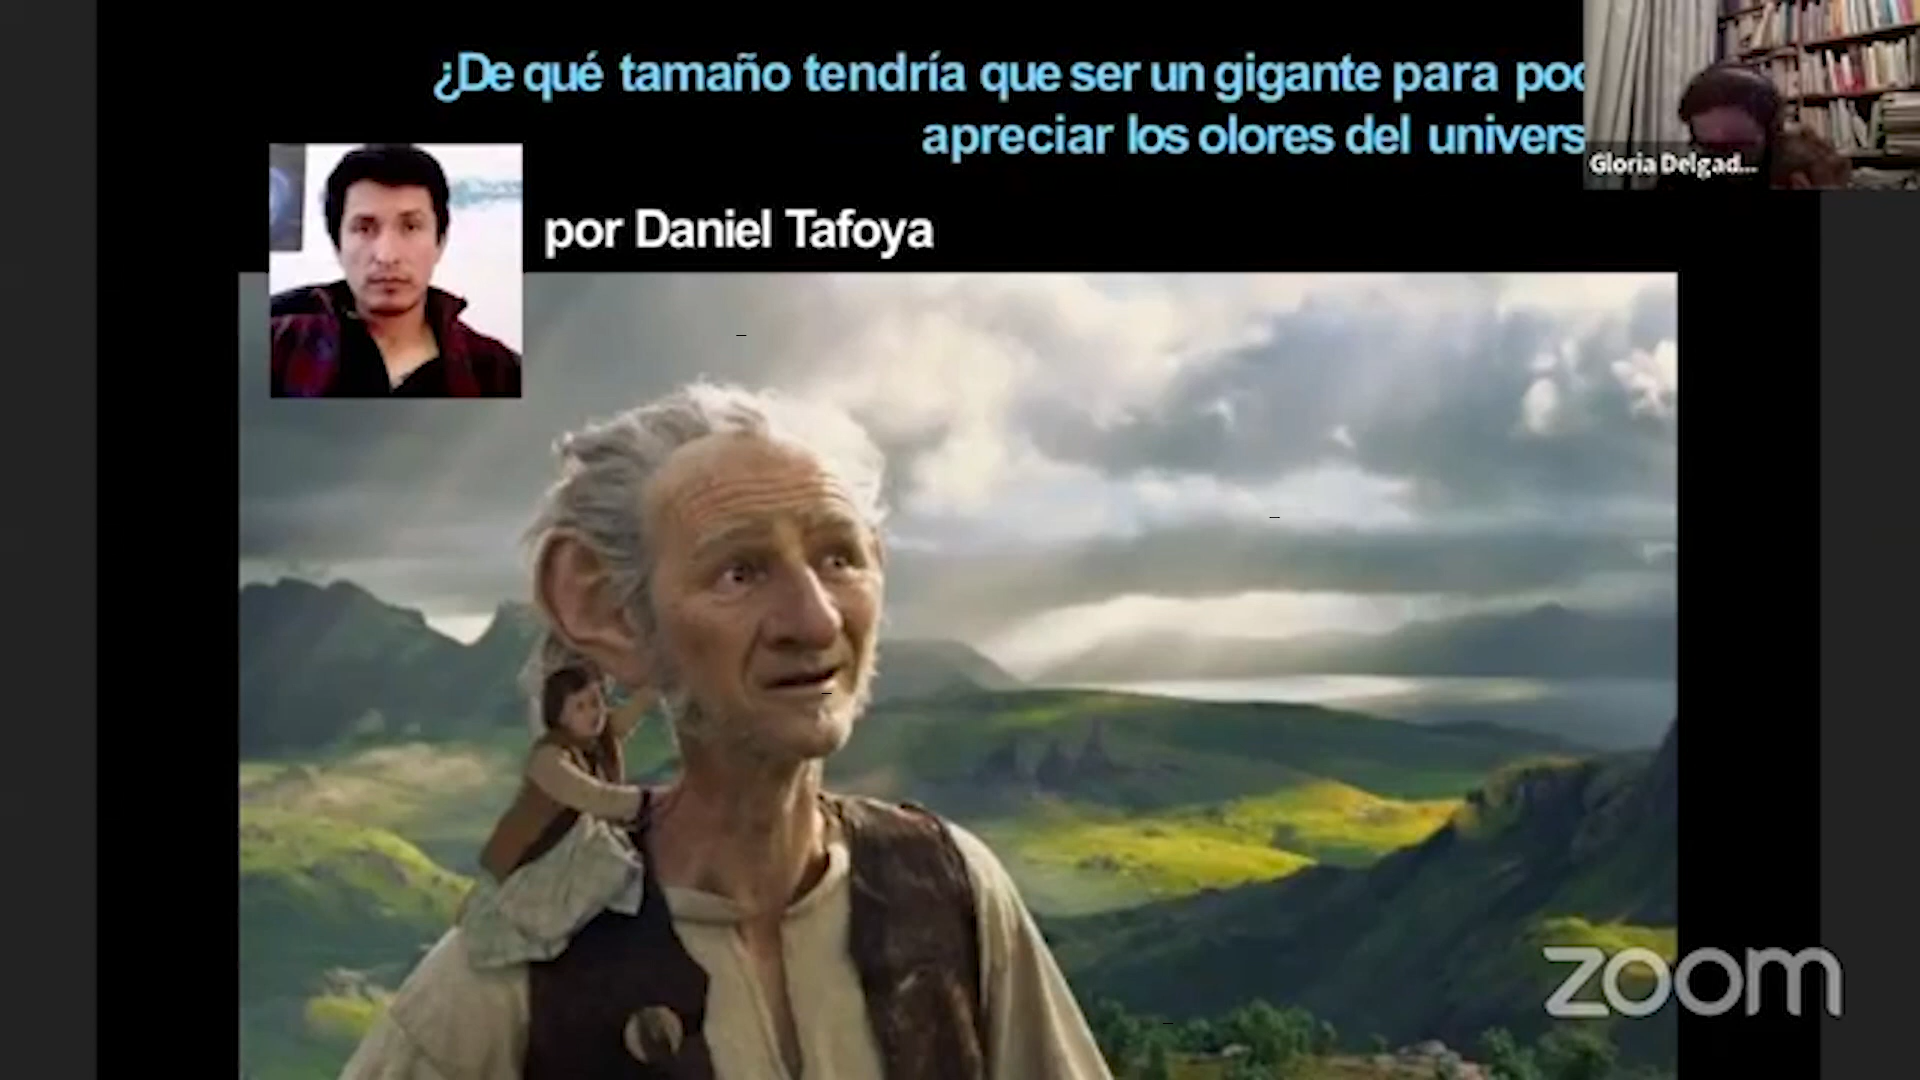 ¿De qué tamaño tendría que ser un gigante para pod
apreciar los olores del univers
Gloria Delgad...
por Daniel Tafoya
zoom